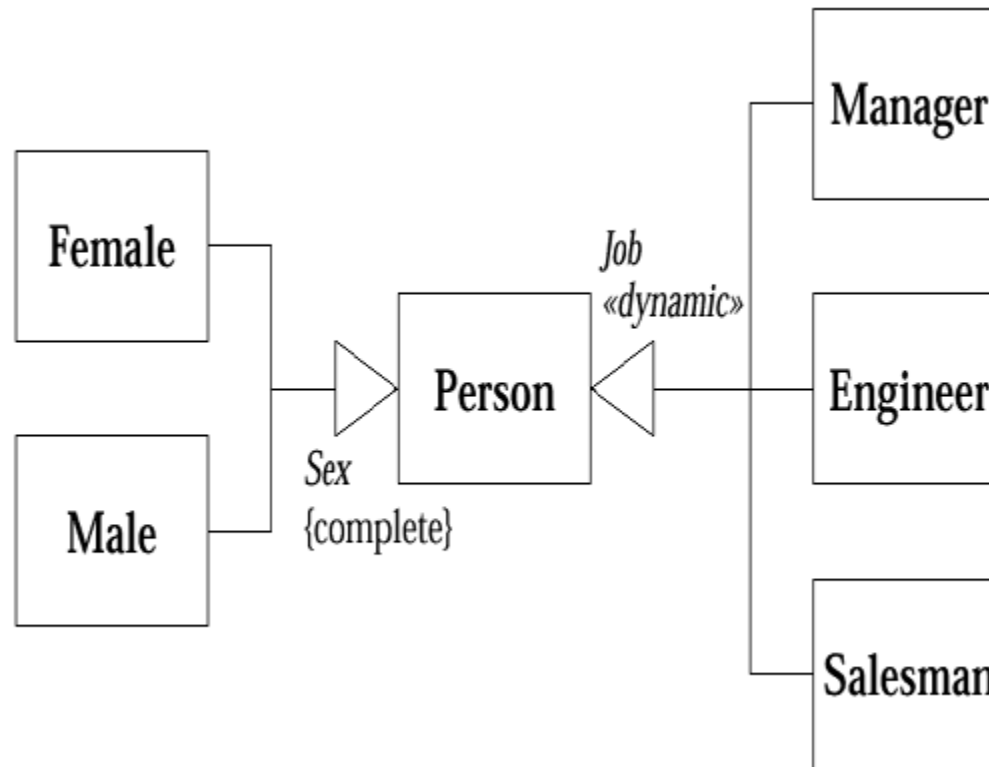 Manager
Female
Job
«dynamic»
Person
Engineer
Sex
{complete}
Male
Salesman